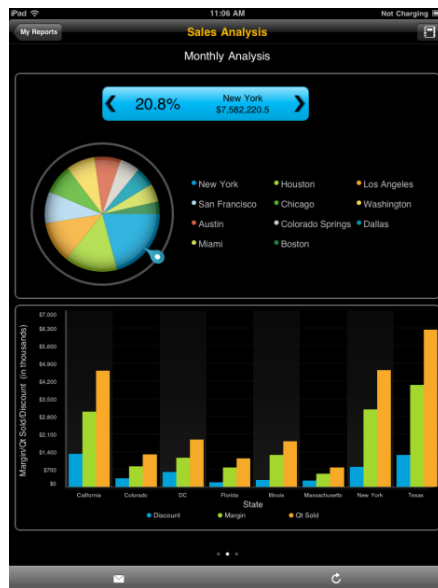 iPad 11:06 AM Not Charging
My Reports Sales Analysis
Monthly Analysis
20.8% New York
$7,582,220.5
New York Houston Los Angeles
San Francisco Chicago Washington
Austin Colorado Springs Dallas
Miami Boston
Margin/Qt Sold/Discount (in thousands)
$7,000
$6,300
$5,600
$4,900
$4,200
$3,500
$2,800
$2,100
$1,400
$700
$0
California Colorado DC Florida Illinois Massachusetts New York Texas
State
Discount Margin Qt Sold